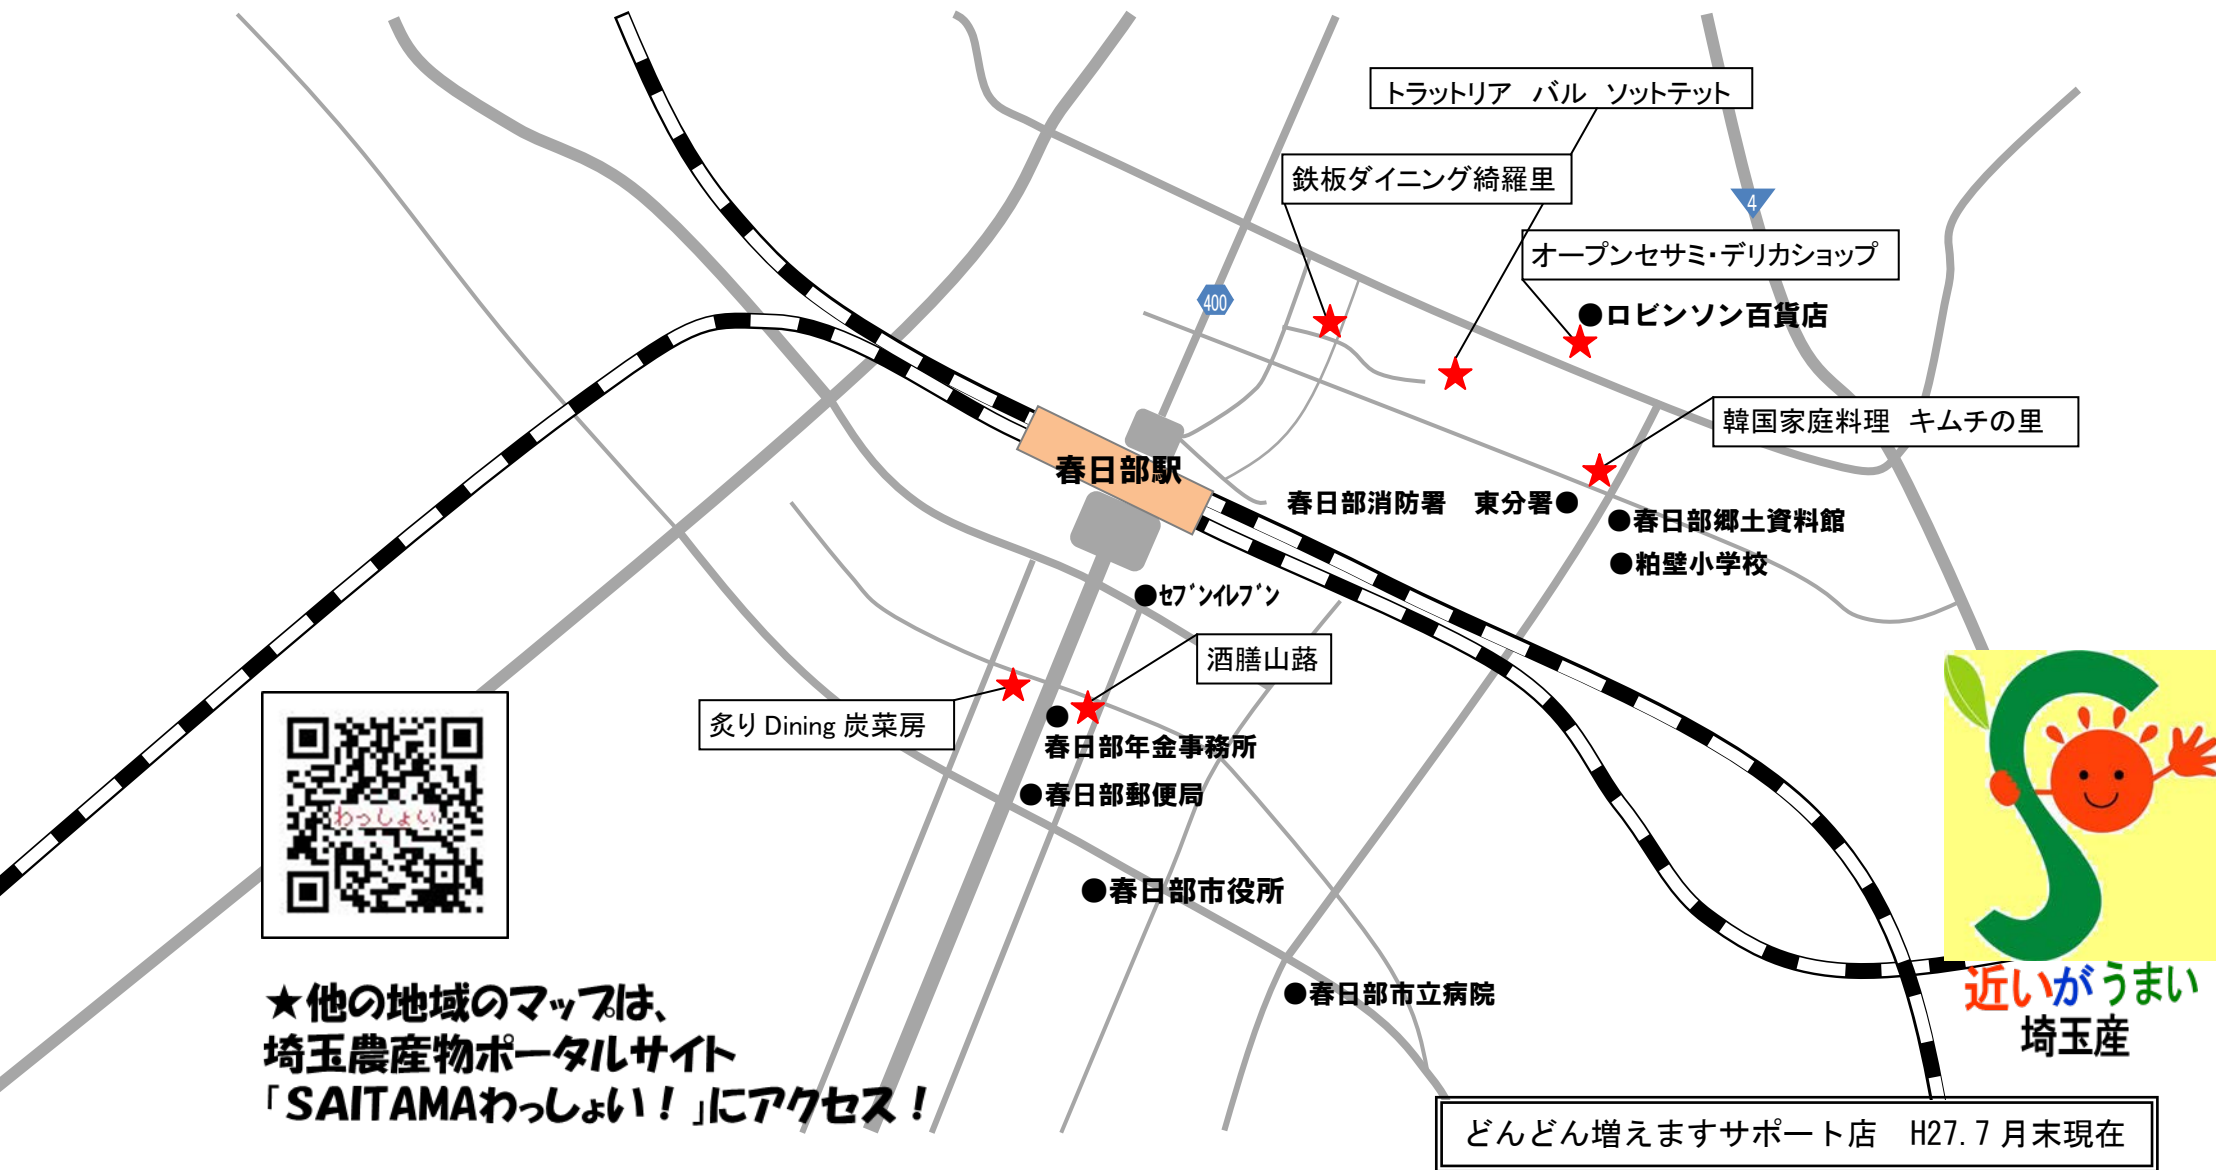 トラットリア　バル　ソットテット
鉄板ダイニング綺羅里
4
オープンセサミ・デリカショップ
400
●ロビンソン百貨店
韓国家庭料理　キムチの里
春日部駅
春日部消防署　東分署●
●春日部郷土資料館
●粕壁小学校
●ｾﾌﾞﾝｲﾚﾌﾞﾝ
酒膳山蕗
炙り Dining 炭菜房
●
春日部年金事務所
●春日部郵便局
わっしょい
●春日部市役所
●春日部市立病院
近いがうまい
埼玉産
★他の地域のマップは、
埼玉農産物ポータルサイト
「SAITAMAわっしょい！」にアクセス！
どんどん増えますサポート店　H27.7 月末現在